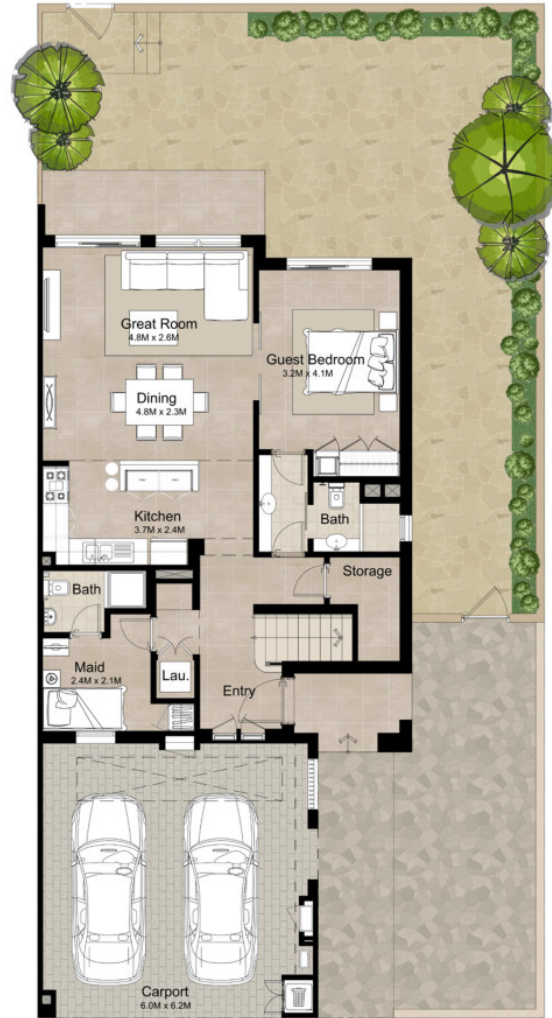 Great Room
4.8M x 2.6M
Guest Bedroom
3.2M x 4.1M
Dining
4.8M x 2.3M
Kitchen
3.7M x 2.4M
Bath
Storage
Bath
Maid
2.4M x 2.1M
Lau.
Entry
Carport
6.0M x 6.2M